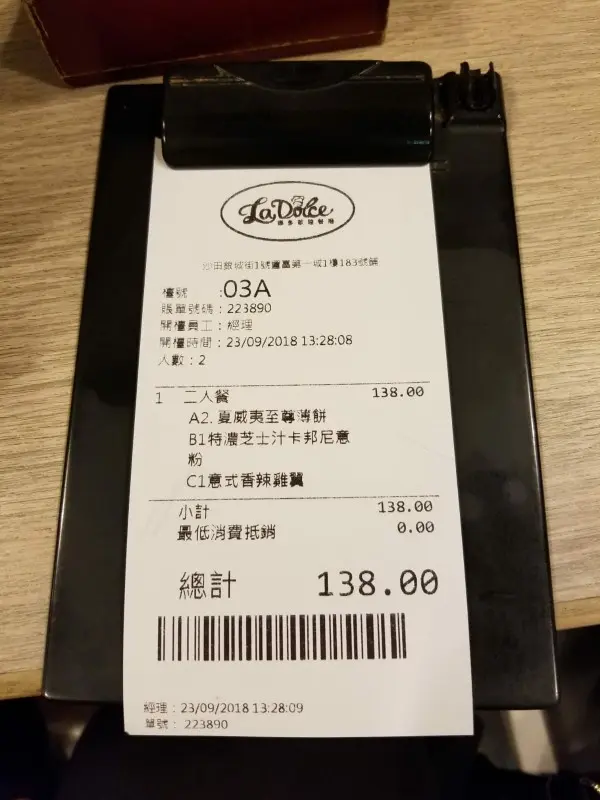 La Dolce
沙田銀城街1號置富第一城1樓183號鋪
檯號 :03A
賬單號碼：223890
開檯員工：經理
開檯時間：23/09/2018 13:28:08
人數：2
1 二人餐 138.00
A2. 夏威夷至尊薄餅
B1特濃芝士汁卡邦尼意
粉
C1意式香辣雞翼
小計 138.00
最低消費抵銷 0.00
總計 138.00
經理：23/09/2018 13:28:09
單號： 223890